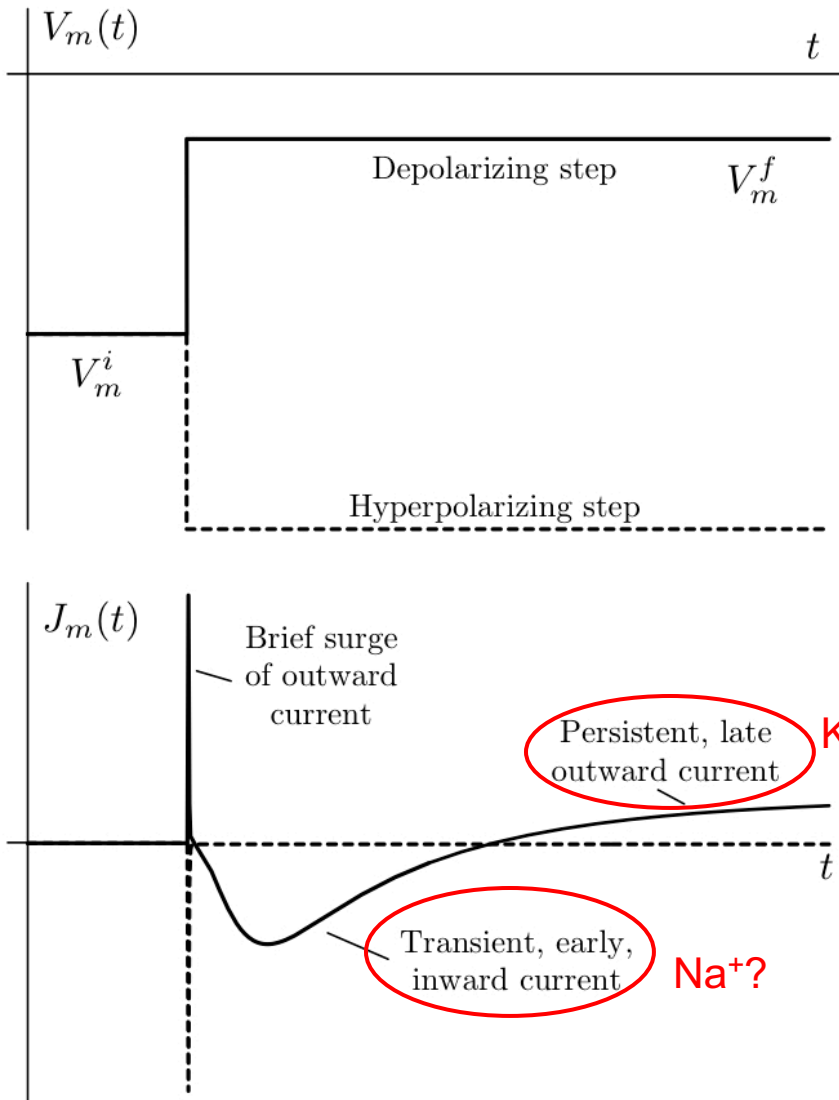 V_m(t)
t
Depolarizing step
V_m^f
V_m^i
Hyperpolarizing step
J_m(t)
Brief surge
of outward
current
Persistent, late
outward current
K
t
Transient, early,
inward current
Na⁺?